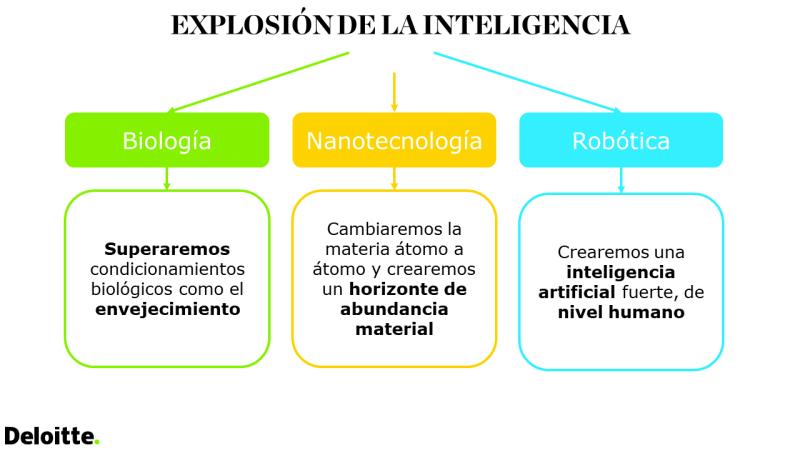 EXPLOSIÓN DE LA INTELIGENCIA
Biología
Nanotecnología
Robótica
Superaremos
condicionamientos
biológicos como el
envejecimiento
Cambiaremos la
materia átomo a
átomo y crearemos
un horizonte de
abundancia
material
Crearemos una
inteligencia
artificial fuerte, de
nivel humano
Deloitte.